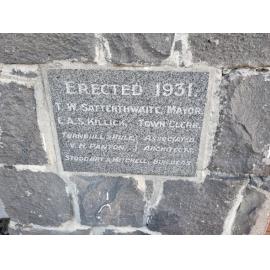 ERECTED 1931.
T. W. SATTERTHWAITE, MAYOR.
E. A. S. KILLICK, TOWN CLERK.
TURNBULL & RULE, } ASSOCIATED
V. H. PANTON, } ARCHITECTS.
STODDART & MITCHELL, BUILDERS.